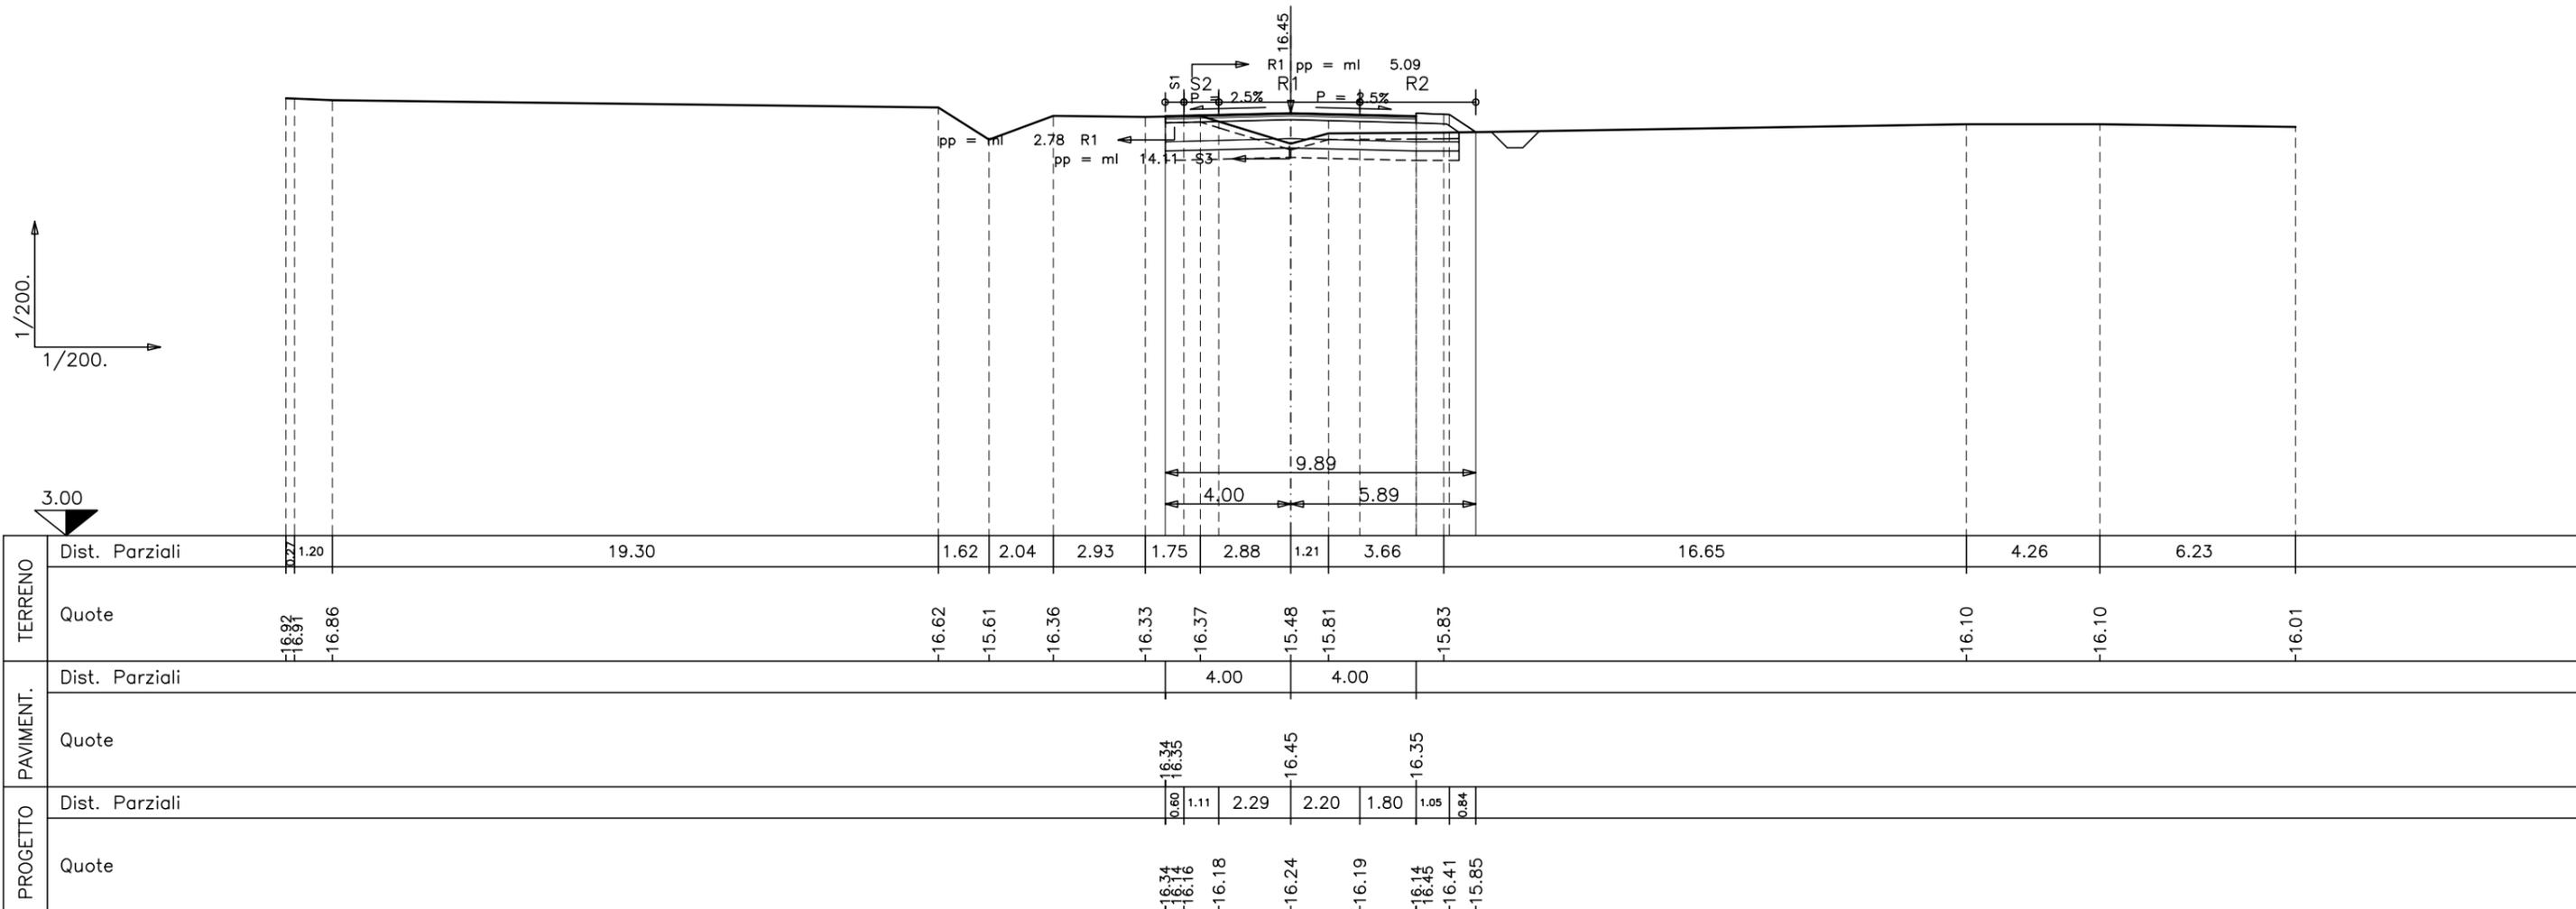 16.45
R1 pp = ml 5.09
S1 S2 R1 R2
P = 2.5% P = 2.5%
pp = ml 2.78 R1
pp = ml 14.11 S3
1/200.
1/200.
9.89
3.00
4.00 5.89
TERRENO
Dist. Parziali 0.27 1.20 19.30 1.62 2.04 2.93 1.75 2.88 1.21 3.66 16.65 4.26 6.23
Quote 16.92 16.91 16.86 16.62 15.61 16.36 16.33 16.37 15.48 15.81 15.83 16.10 16.10 16.01
PAVIMENT.
Dist. Parziali 4.00 4.00
Quote 16.34 16.35 16.45 16.35
PROGETTO
Dist. Parziali 0.60 1.11 2.29 2.20 1.80 1.05 0.84
Quote 16.34 16.14 16.16 16.18 16.24 16.19 16.14 16.45 16.41 15.85